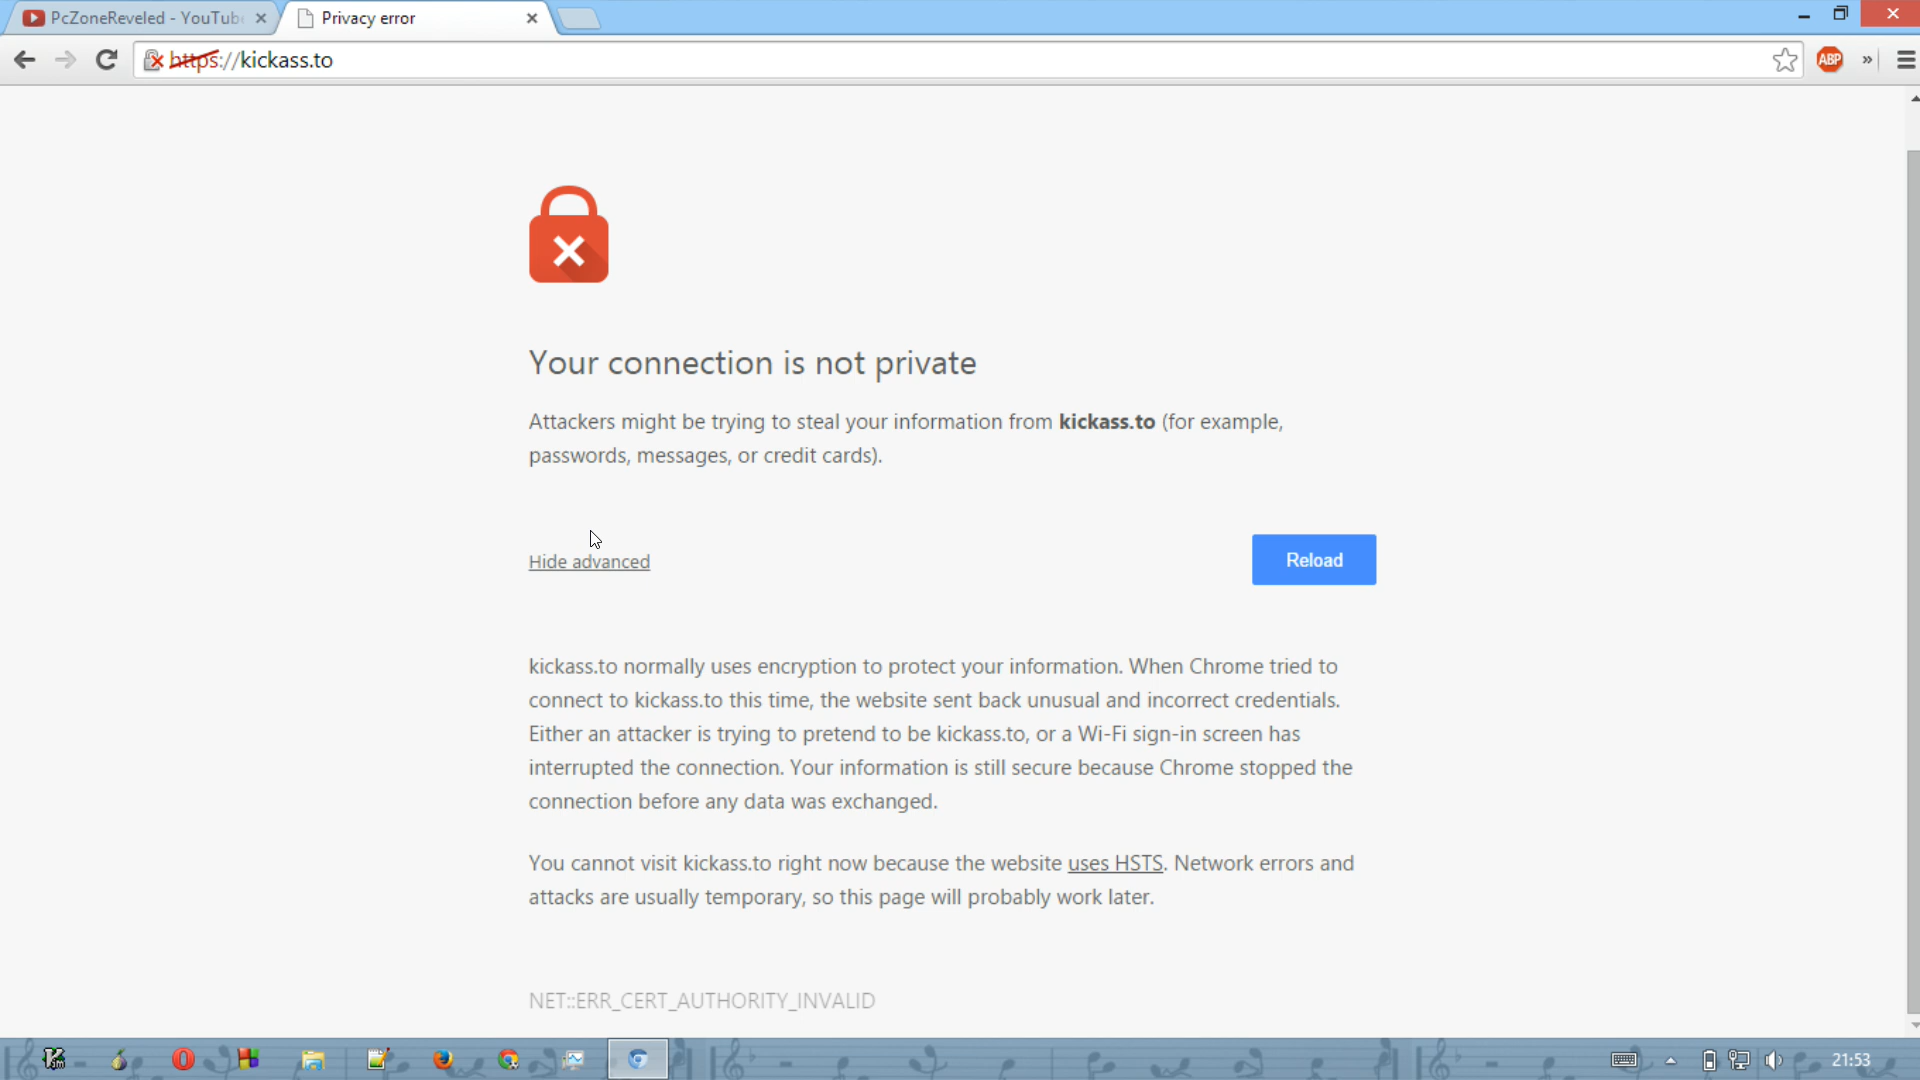 PcZoneReveled - YouTub
Privacy error
https://kickass.to
ABP
»
Your connection is not private
Attackers might be trying to steal your information from kickass.to (for example,
passwords, messages, or credit cards).
Hide advanced
Reload
kickass.to normally uses encryption to protect your information. When Chrome tried to
connect to kickass.to this time, the website sent back unusual and incorrect credentials.
Either an attacker is trying to pretend to be kickass.to, or a Wi-Fi sign-in screen has
interrupted the connection. Your information is still secure because Chrome stopped the
connection before any data was exchanged.
You cannot visit kickass.to right now because the website uses HSTS. Network errors and
attacks are usually temporary, so this page will probably work later.
NET::ERR_CERT_AUTHORITY_INVALID
21:53